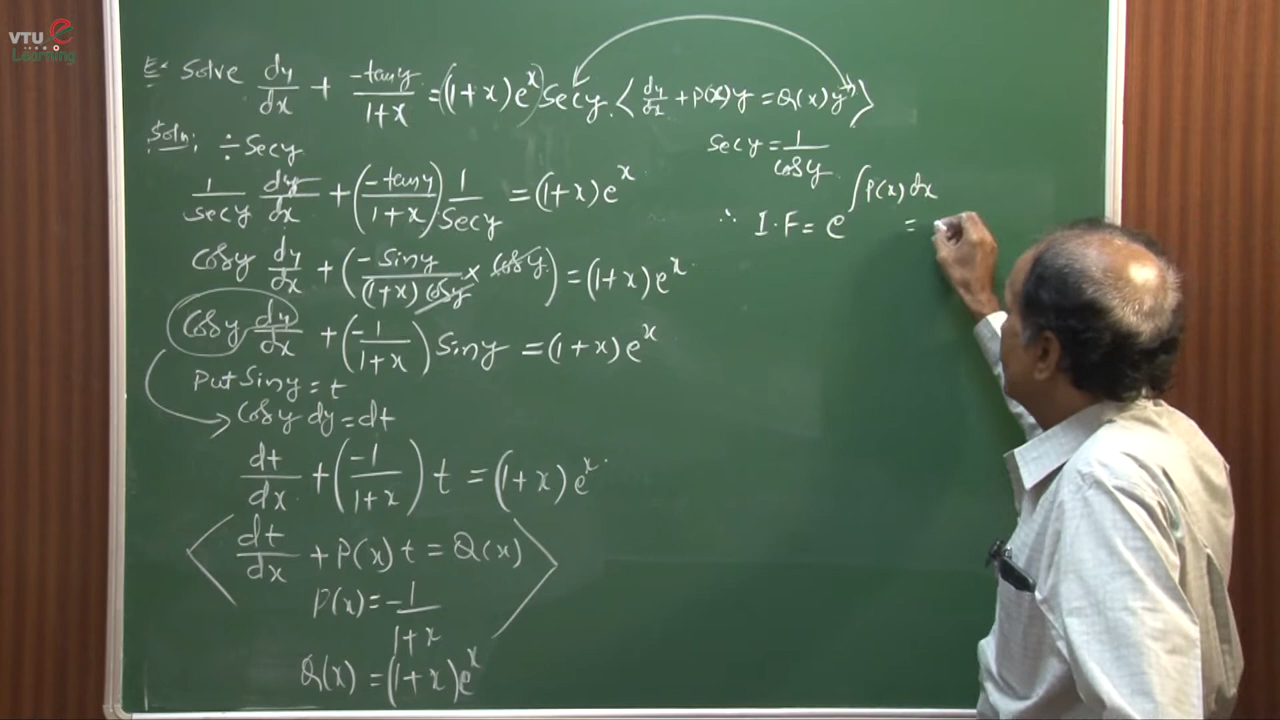 VTU e Learning
Ex: Solve dy/dx + -tany/1+x = (1+x)e^x Secy. < dy/dx + P(x)y = Q(x)y^n >
Soln: ÷ Secy
Secy = 1/Cosy
1/Secy dy/dx + (-tany/1+x) 1/Secy = (1+x)e^x
∴ I.F = e^∫P(x)dx =
Cosy dy/dx + (-Siny/(1+x)Cosy × Cosy) = (1+x)e^x
Cosy dy/dx + (-1/1+x) Siny = (1+x)e^x
Put Siny = t
Cosy dy = dt
dt/dx + (-1/1+x) t = (1+x)e^x
< dt/dx + P(x)t = Q(x) >
P(x) = -1/1+x
Q(x) = (1+x)e^x